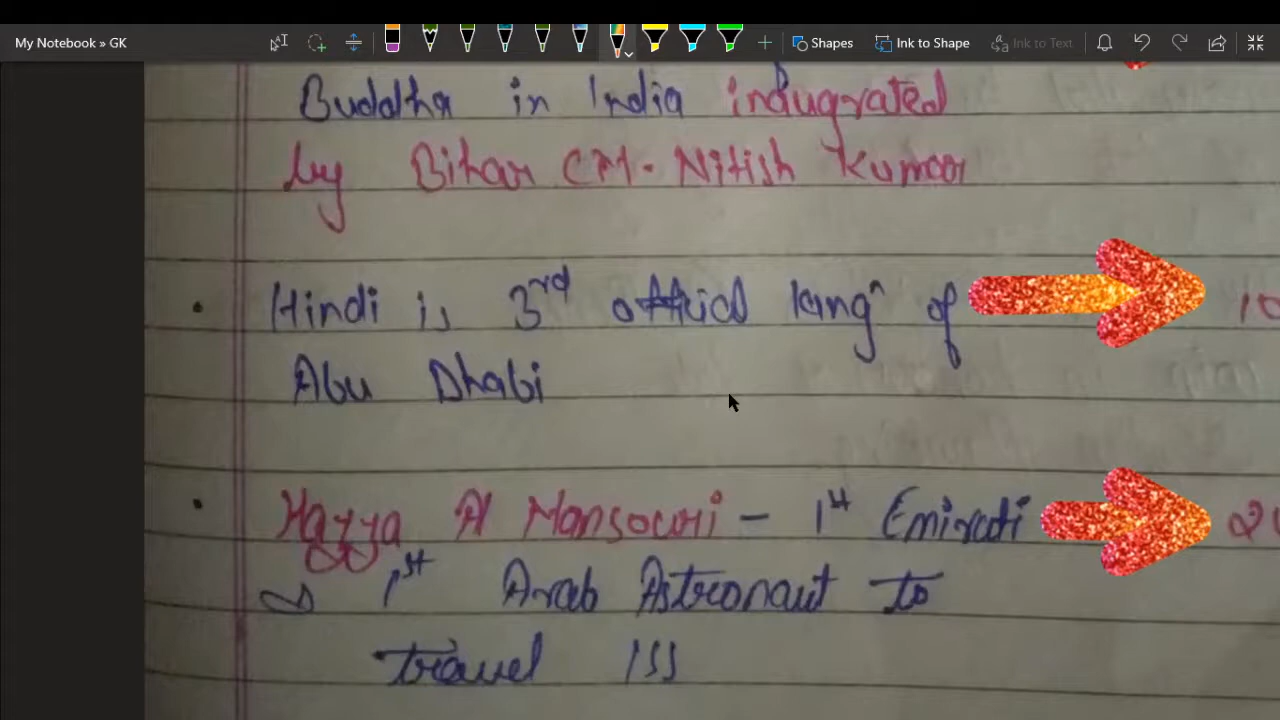 My Notebook » GK
Shapes
Ink to Shape
Ink to Text
Buddha in India indugrated
by Bihar CM- Nitish Kumar
• Hindi is 3rd official lang^n of
Abu Dhabi
• Hazza Al Mansouri - 1st Emirati
1st Arab Astronaut to
travel ISS